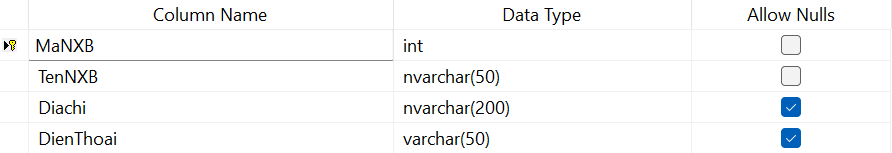 Column Name Data Type Allow Nulls
MaNXB int
TenNXB nvarchar(50)
Diachi nvarchar(200)
DienThoai varchar(50)